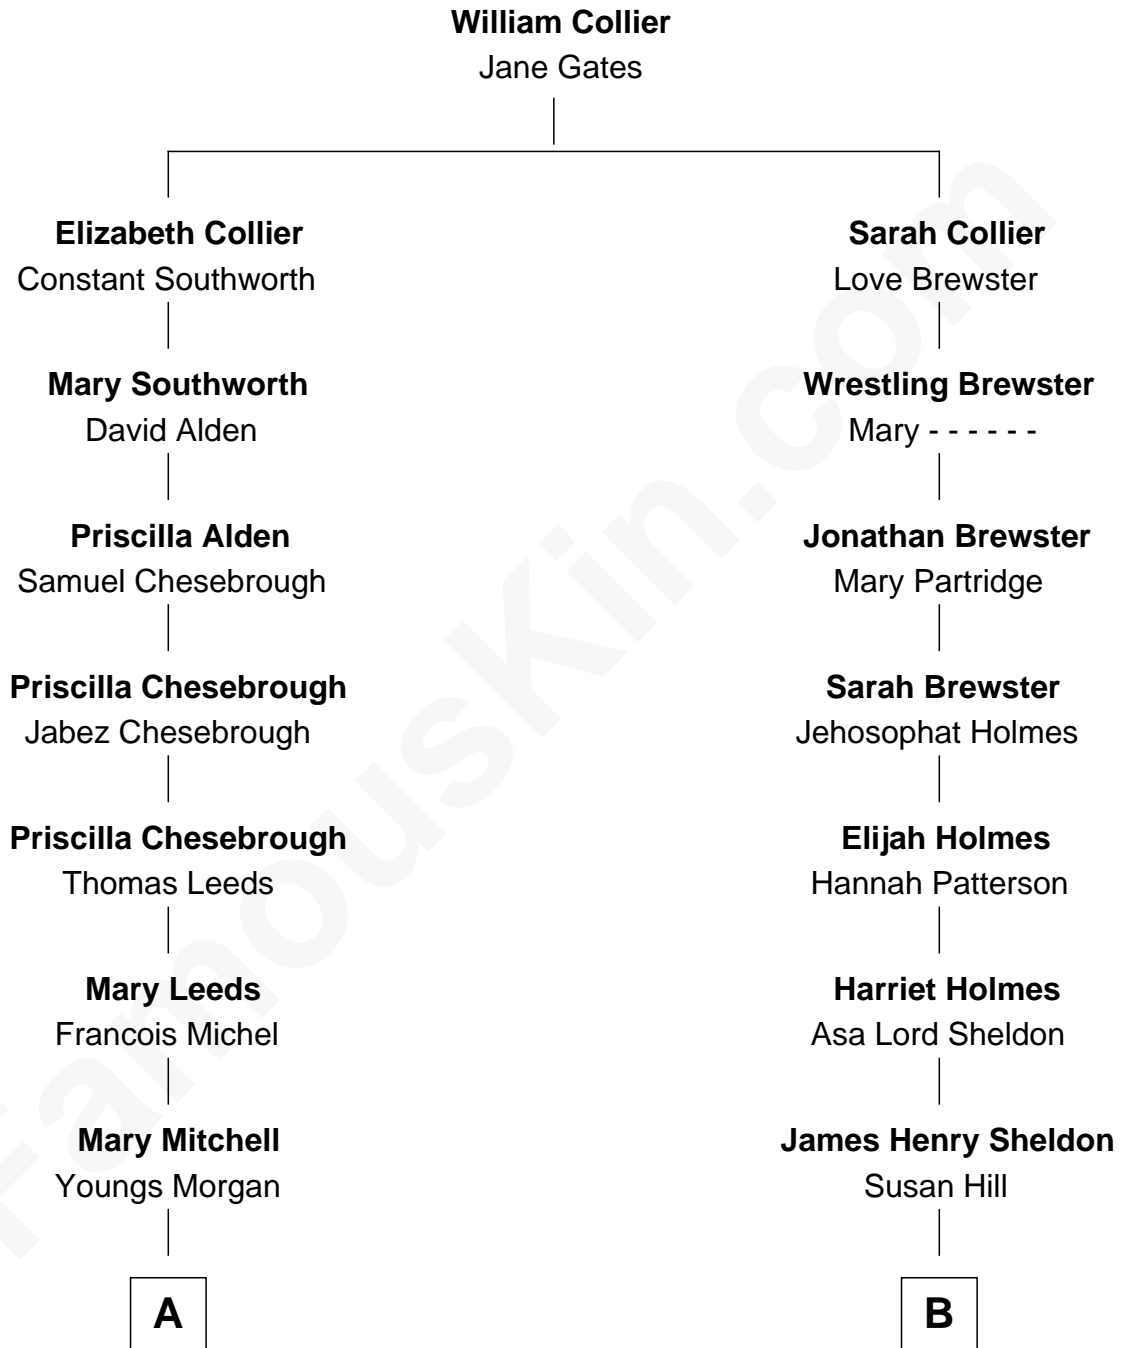 William Collier
Jane Gates
Elizabeth Collier
Constant Southworth
Sarah Collier
Love Brewster
Mary Southworth
David Alden
Wrestling Brewster
Mary - - - - - -
Priscilla Alden
Samuel Chesebrough
Jonathan Brewster
Mary Partridge
Priscilla Chesebrough
Jabez Chesebrough
Sarah Brewster
Jehosophat Holmes
Priscilla Chesebrough
Thomas Leeds
Elijah Holmes
Hannah Patterson
Mary Leeds
Francois Michel
Harriet Holmes
Asa Lord Sheldon
Mary Mitchell
Youngs Morgan
James Henry Sheldon
Susan Hill
A
B
FamousKin.com